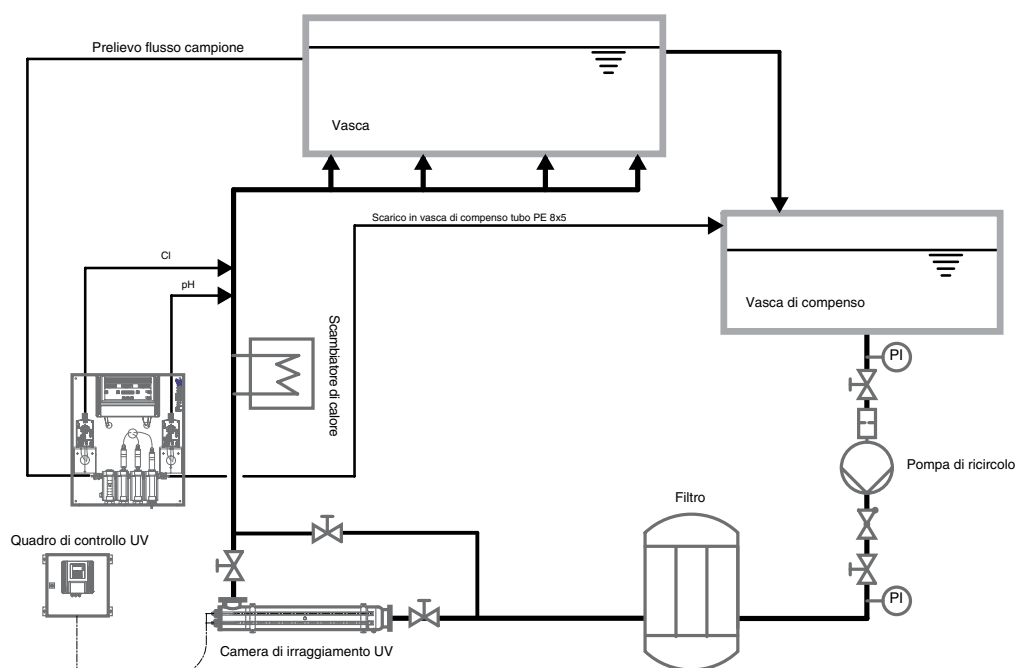 Prelievo flusso campione
Vasca
Scarico in vasca di compenso tubo PE 8x5
Cl
pH
Vasca di compenso
Scambiatore di calore
PI
Pompa di ricircolo
Filtro
Quadro di controllo UV
PI
Camera di irraggiamento UV